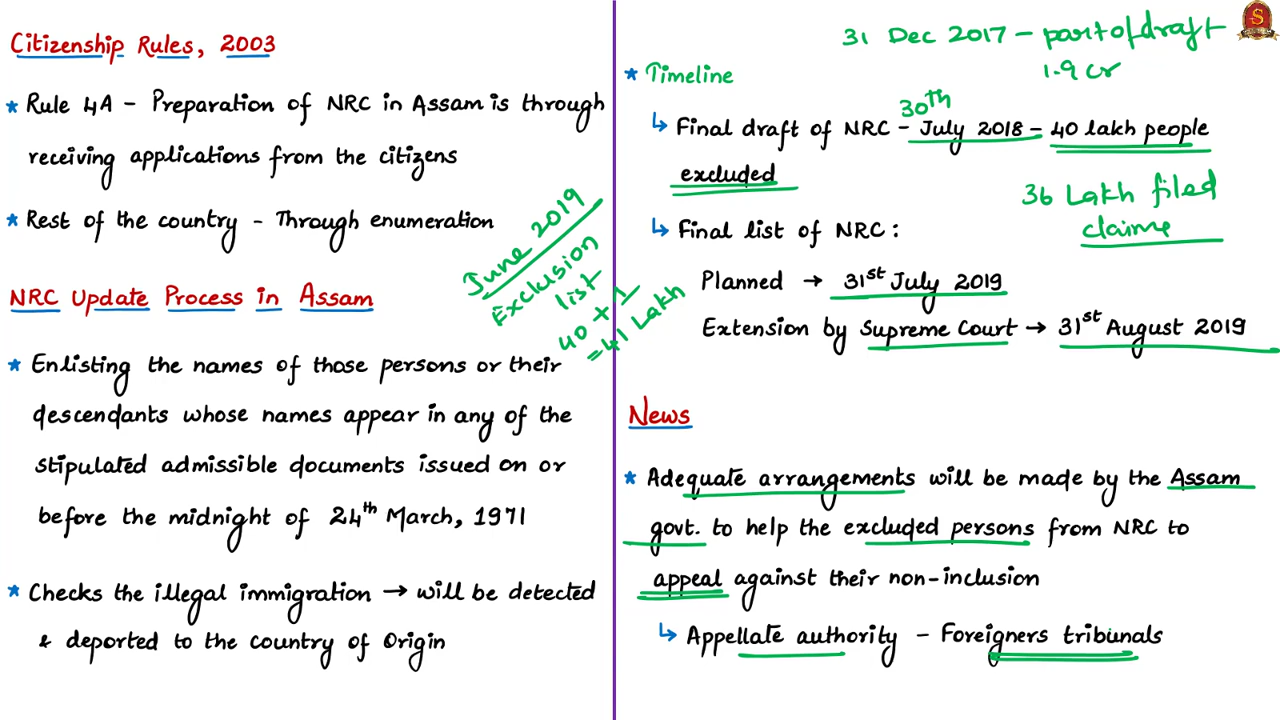 Citizenship Rules, 2003
* Rule 4A - Preparation of NRC in Assam is through
receiving applications from the citizens
* Rest of the country - Through enumeration
NRC Update Process in Assam
* Enlisting the names of those persons or their
descendants whose names appear in any of the
stipulated admissible documents issued on or
before the midnight of 24th March, 1971
* Checks the illegal immigration → will be detected
& deported to the country of Origin
June 2019
Exclusion
list
40 + 1
= 41 Lakh
31 Dec 2017 - part of draft
1.9 cr
* Timeline
↳ Final draft of NRC - 30th July 2018 - 40 lakh people
excluded
36 Lakh filed
claims
↳ Final list of NRC :
Planned → 31st July 2019
Extension by Supreme Court → 31st August 2019
News
* Adequate arrangements will be made by the Assam
govt. to help the excluded persons from NRC to
appeal against their non-inclusion
↳ Appellate authority - Foreigners tribunals
S